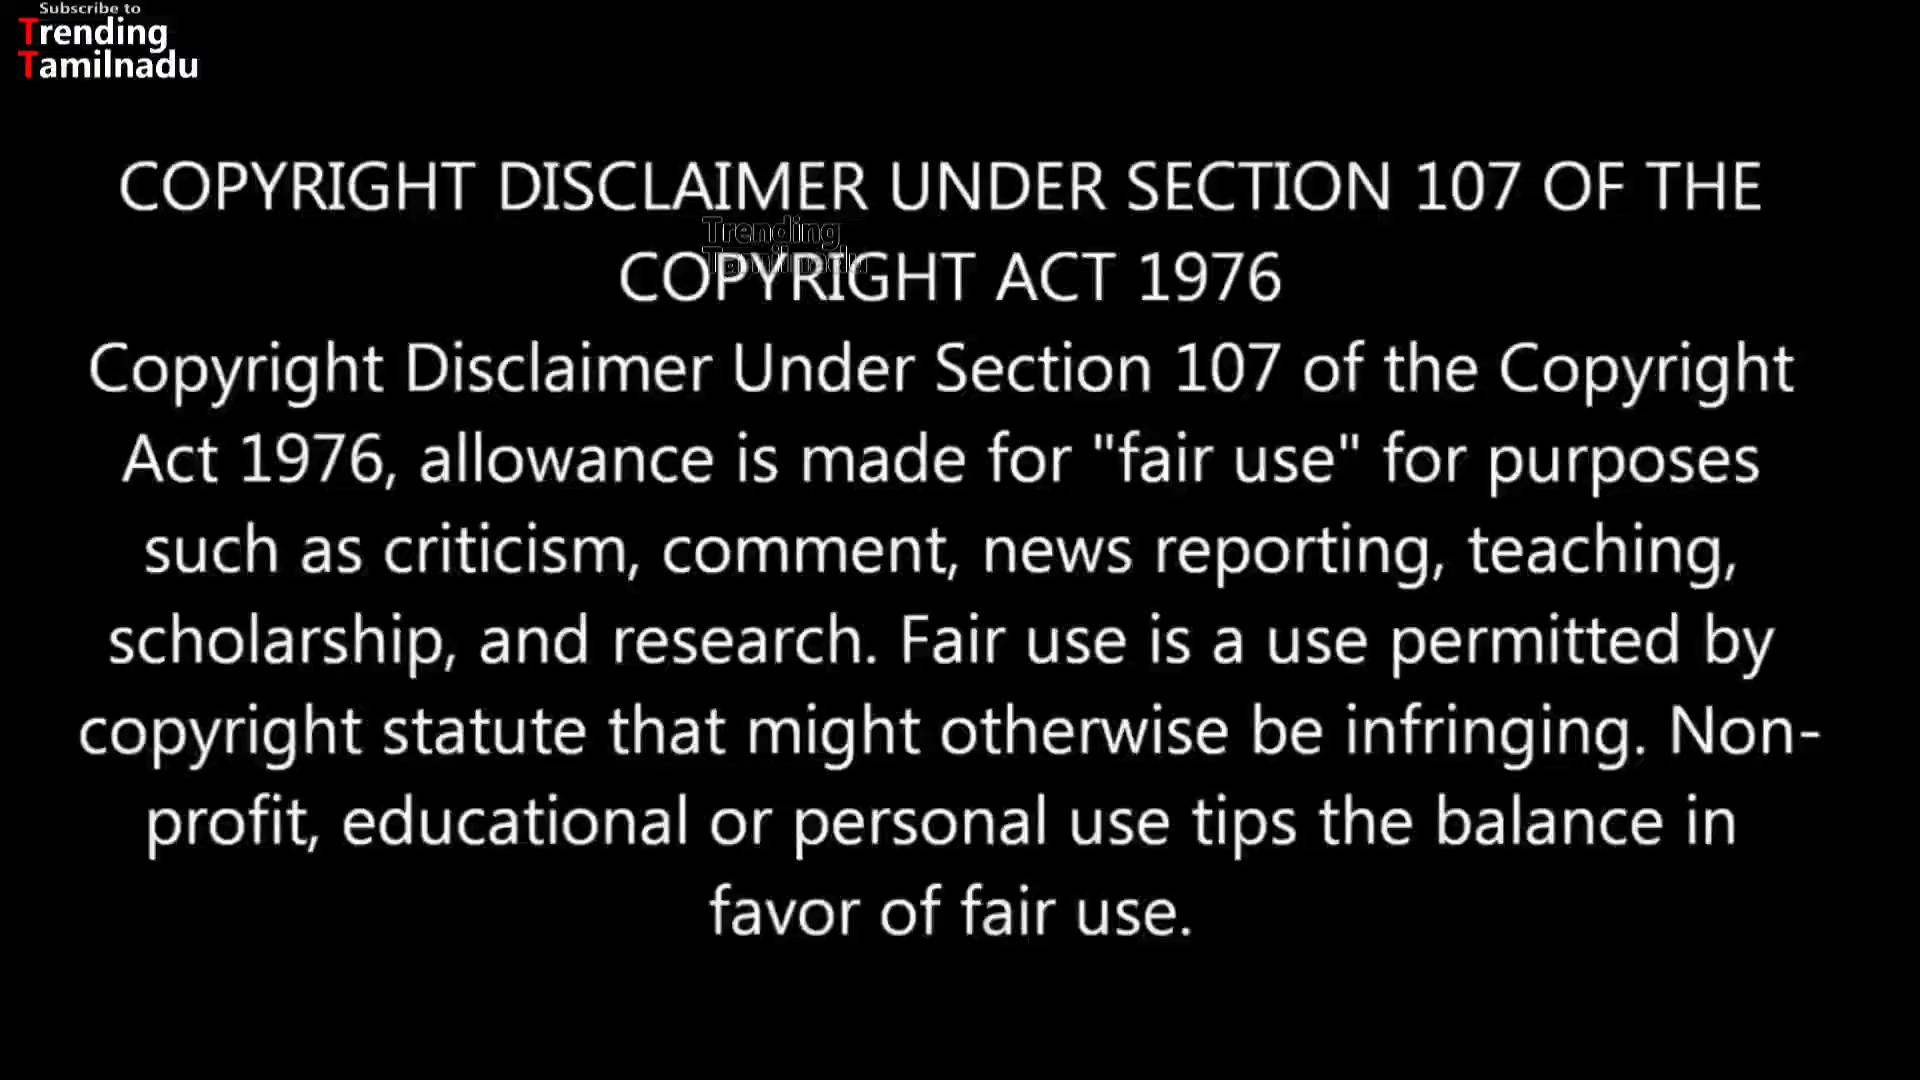 Subscribe to
Trending
Tamilnadu
COPYRIGHT DISCLAIMER UNDER SECTION 107 OF THE
Trending
Tamilnadu
COPYRIGHT ACT 1976
Copyright Disclaimer Under Section 107 of the Copyright
Act 1976, allowance is made for "fair use" for purposes
such as criticism, comment, news reporting, teaching,
scholarship, and research. Fair use is a use permitted by
copyright statute that might otherwise be infringing. Non-
profit, educational or personal use tips the balance in
favor of fair use.